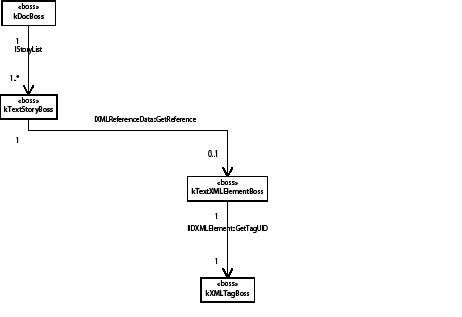 «boss»
kDocBoss
1
IStoryList
1..*
«boss»
kTextStoryBoss
1
IXMLReferenceData::GetReference
0..1
«boss»
kTextXMLElementBoss
1
IIDXMLElement::GetTagUID
1
«boss»
kXMLTagBoss